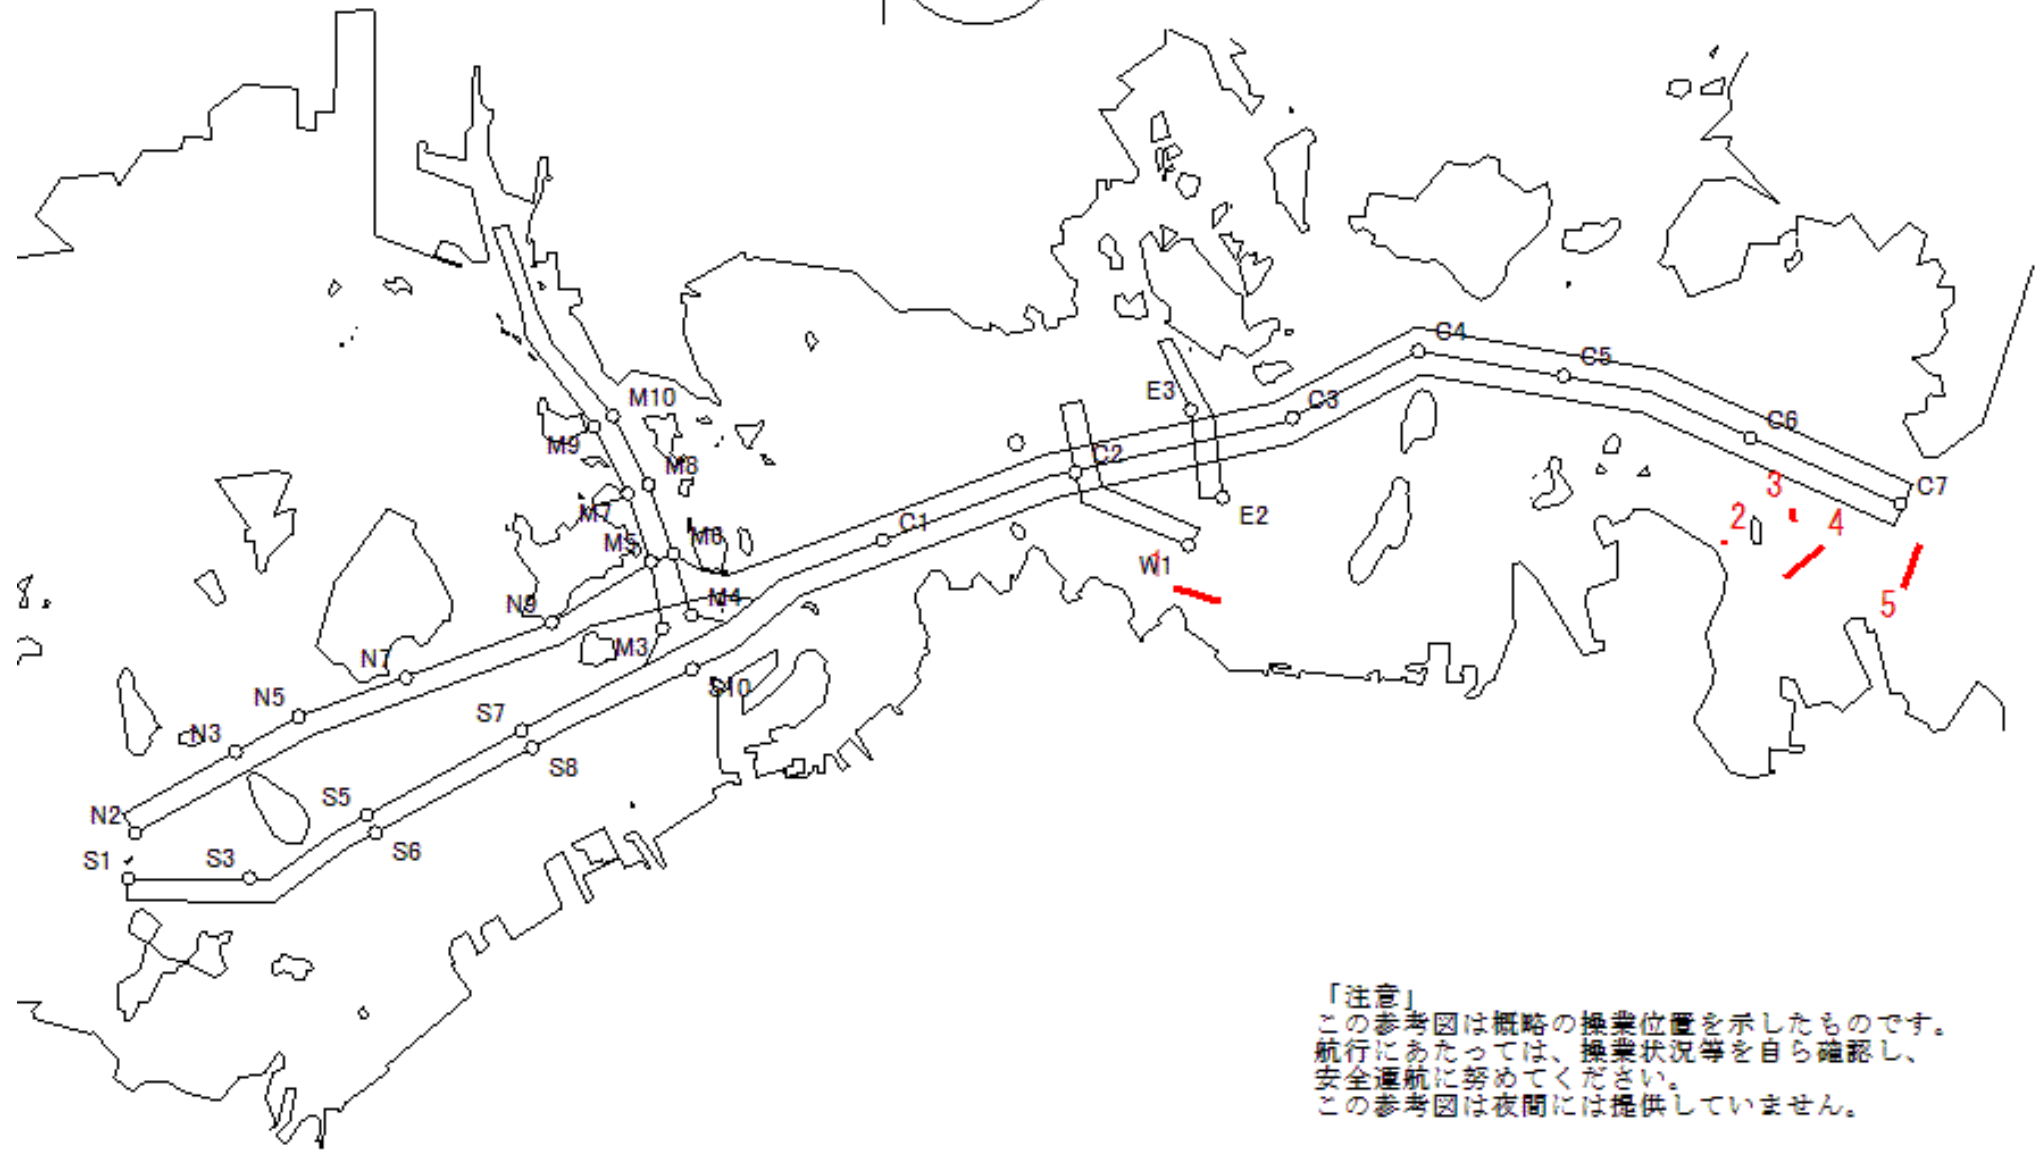 C4
C5
M10
E3
C3
C6
M9
C2
M8
3
C7
M7
E2
2
4
C1
M6
M5
1
W1
N9
M4
5
M3
N7
S10
N5
S7
N3
S8
S5
N2
S6
S1
S3
「注意」
この参考図は概略の操業位置を示したものです。
航行にあたっては、操業状況等を自ら確認し、
安全運航に努めてください。
この参考図は夜間には提供していません。